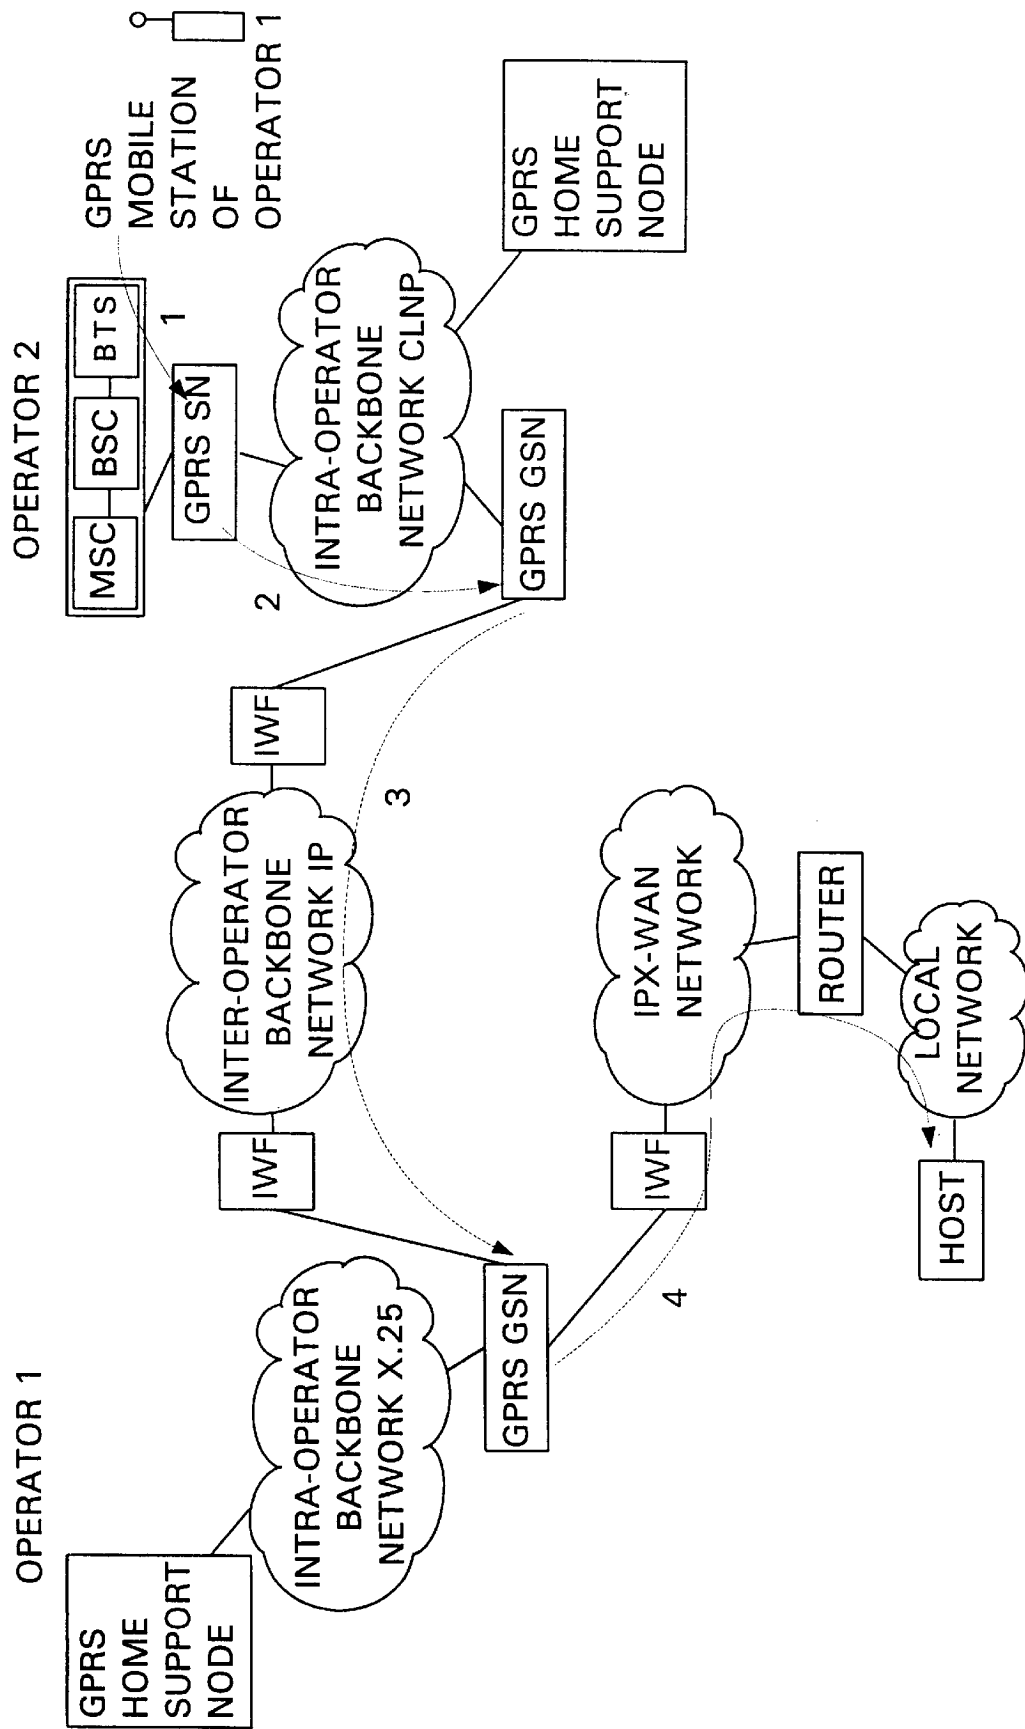 OPERATOR 1
OPERATOR 2
GPRS
HOME
SUPPORT
NODE
INTRA-OPERATOR
BACKBONE
NETWORK X.25
GPRS GSN
IWF
INTER-OPERATOR
BACKBONE
NETWORK IP
IWF
3
MSC
BSC
BTS
1
GPRS SN
2
GPRS
MOBILE
STATION
OF
OPERATOR 1
INTRA-OPERATOR
BACKBONE
NETWORK CLNP
GPRS GSN
GPRS
HOME
SUPPORT
NODE
4
IWF
IPX-WAN
NETWORK
ROUTER
LOCAL
NETWORK
HOST